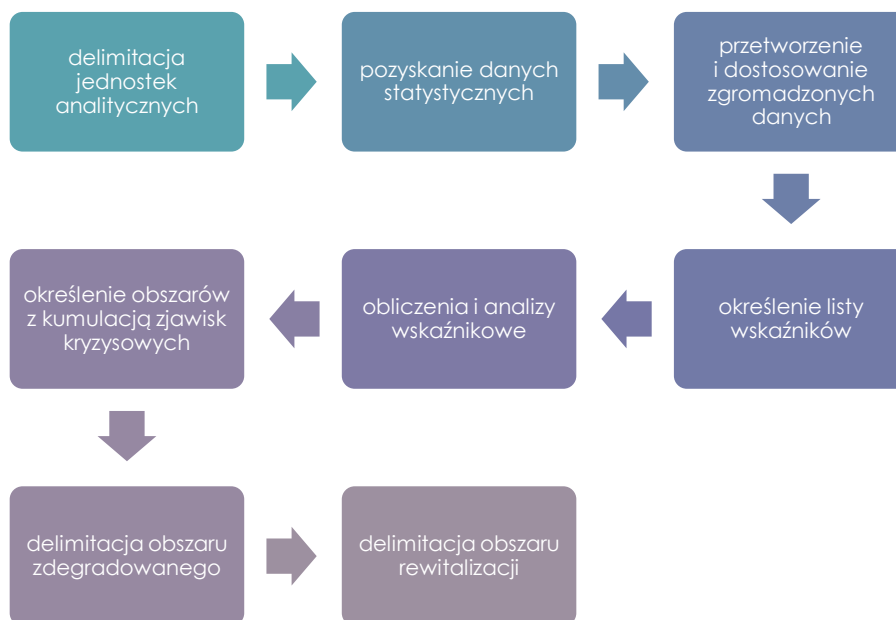 delimitacja
jednostek
analitycznych
pozyskanie danych
statystycznych
przetworzenie
i dostosowanie
zgromadzonych
danych
określenie listy
wskaźników
obliczenia i analizy
wskaźnikowe
określenie obszarów
z kumulacją zjawisk
kryzysowych
delimitacja obszaru
zdegradowanego
delimitacja obszaru
rewitalizacji